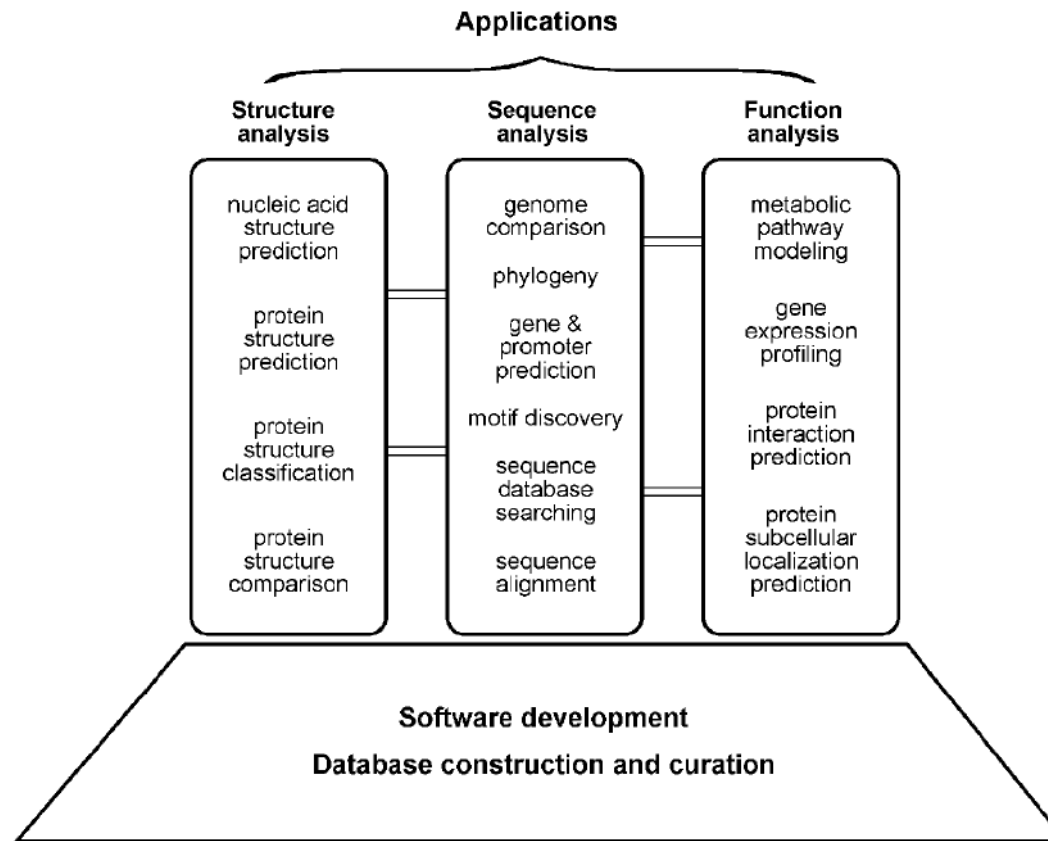 Applications
Structure
analysis
nucleic acid
structure
prediction
protein
structure
prediction
protein
structure
classification
protein
structure
comparison
Sequence
analysis
genome
comparison
phylogeny
gene &
promoter
prediction
motif discovery
sequence
database
searching
sequence
alignment
Function
analysis
metabolic
pathway
modeling
gene
expression
profiling
protein
interaction
prediction
protein
subcellular
localization
prediction
Software development
Database construction and curation